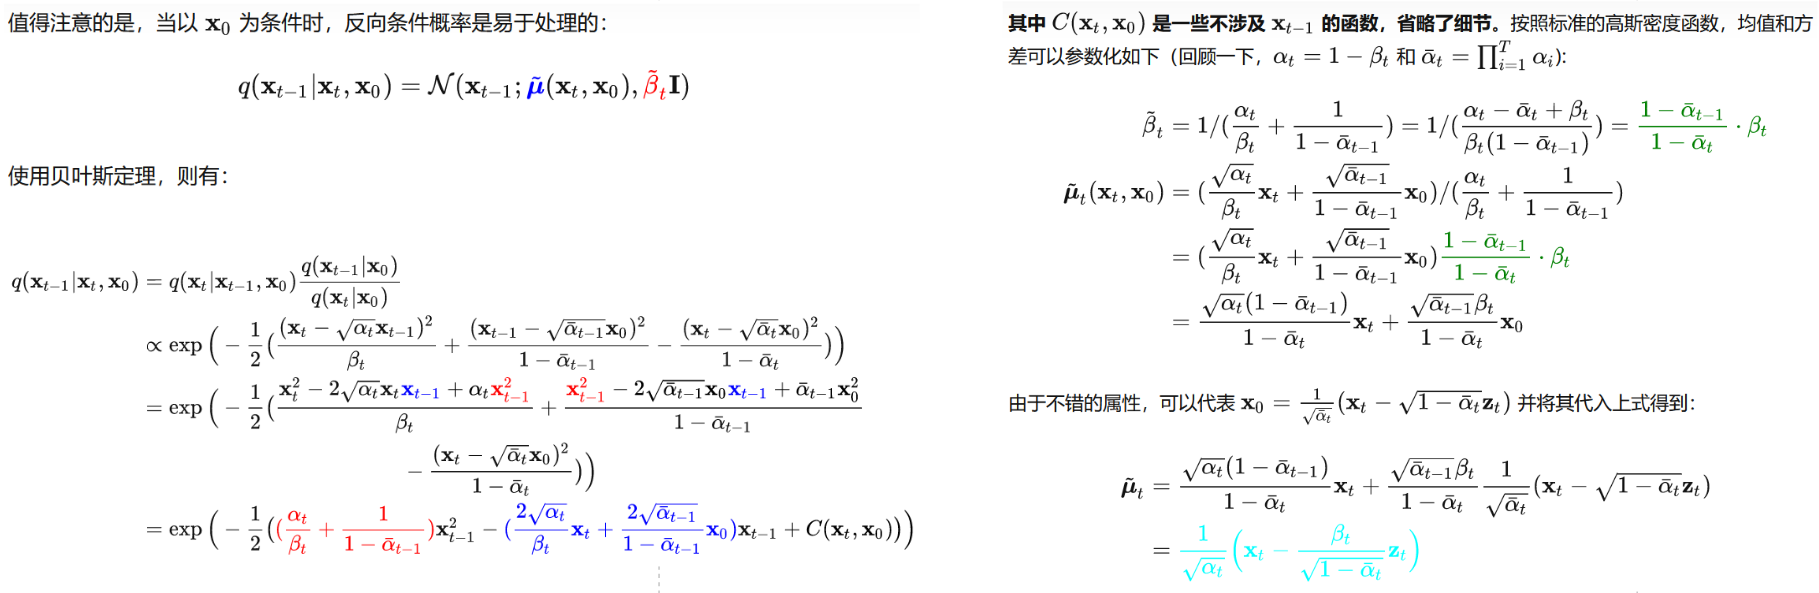 值得注意的是，当以 $\mathbf{x}_0$ 为条件时，反向条件概率是易于处理的：
$q(\mathbf{x}_{t-1}|\mathbf{x}_t, \mathbf{x}_0) = \mathcal{N}(\mathbf{x}_{t-1}; \tilde{\boldsymbol{\mu}}(\mathbf{x}_t, \mathbf{x}_0), \tilde{\beta}_t \mathbf{I})$
使用贝叶斯定理，则有：
$q(\mathbf{x}_{t-1}|\mathbf{x}_t, \mathbf{x}_0) = q(\mathbf{x}_t|\mathbf{x}_{t-1}, \mathbf{x}_0) \frac{q(\mathbf{x}_{t-1}|\mathbf{x}_0)}{q(\mathbf{x}_t|\mathbf{x}_0)}$
$\propto \exp \Big( -\frac{1}{2} ( \frac{(\mathbf{x}_t - \sqrt{\alpha_t}\mathbf{x}_{t-1})^2}{\beta_t} + \frac{(\mathbf{x}_{t-1} - \sqrt{\bar{\alpha}_{t-1}}\mathbf{x}_0)^2}{1 - \bar{\alpha}_{t-1}} - \frac{(\mathbf{x}_t - \sqrt{\bar{\alpha}_t}\mathbf{x}_0)^2}{1 - \bar{\alpha}_t} ) \Big)$
$= \exp \Big( -\frac{1}{2} ( \frac{\mathbf{x}_t^2 - 2\sqrt{\alpha_t}\mathbf{x}_t\mathbf{x}_{t-1} + \alpha_t\mathbf{x}_{t-1}^2}{\beta_t} + \frac{\mathbf{x}_{t-1}^2 - 2\sqrt{\bar{\alpha}_{t-1}}\mathbf{x}_0\mathbf{x}_{t-1} + \bar{\alpha}_{t-1}\mathbf{x}_0^2}{1 - \bar{\alpha}_{t-1}}$
$- \frac{(\mathbf{x}_t - \sqrt{\bar{\alpha}_t}\mathbf{x}_0)^2}{1 - \bar{\alpha}_t} ) \Big)$
$= \exp \Big( -\frac{1}{2} \big( (\frac{\alpha_t}{\beta_t} + \frac{1}{1 - \bar{\alpha}_{t-1}})\mathbf{x}_{t-1}^2 - (\frac{2\sqrt{\alpha_t}}{\beta_t}\mathbf{x}_t + \frac{2\sqrt{\bar{\alpha}_{t-1}}}{1 - \bar{\alpha}_{t-1}}\mathbf{x}_0)\mathbf{x}_{t-1} + C(\mathbf{x}_t, \mathbf{x}_0) \big) \Big)$
其中 $C(\mathbf{x}_t, \mathbf{x}_0)$ 是一些不涉及 $\mathbf{x}_{t-1}$ 的函数，省略了细节。按照标准的高斯密度函数，均值和方
差可以参数化如下（回顾一下，$\alpha_t = 1 - \beta_t$ 和 $\bar{\alpha}_t = \prod_{i=1}^T \alpha_i$):
$\tilde{\beta}_t = 1/(\frac{\alpha_t}{\beta_t} + \frac{1}{1 - \bar{\alpha}_{t-1}}) = 1/(\frac{\alpha_t - \bar{\alpha}_t + \beta_t}{\beta_t(1 - \bar{\alpha}_{t-1})}) = \frac{1 - \bar{\alpha}_{t-1}}{1 - \bar{\alpha}_t} \cdot \beta_t$
$\tilde{\boldsymbol{\mu}}_t(\mathbf{x}_t, \mathbf{x}_0) = (\frac{\sqrt{\alpha_t}}{\beta_t}\mathbf{x}_t + \frac{\sqrt{\bar{\alpha}_{t-1}}}{1 - \bar{\alpha}_{t-1}}\mathbf{x}_0)/(\frac{\alpha_t}{\beta_t} + \frac{1}{1 - \bar{\alpha}_{t-1}})$
$= (\frac{\sqrt{\alpha_t}}{\beta_t}\mathbf{x}_t + \frac{\sqrt{\bar{\alpha}_{t-1}}}{1 - \bar{\alpha}_{t-1}}\mathbf{x}_0)\frac{1 - \bar{\alpha}_{t-1}}{1 - \bar{\alpha}_t} \cdot \beta_t$
$= \frac{\sqrt{\alpha_t}(1 - \bar{\alpha}_{t-1})}{1 - \bar{\alpha}_t}\mathbf{x}_t + \frac{\sqrt{\bar{\alpha}_{t-1}}\beta_t}{1 - \bar{\alpha}_t}\mathbf{x}_0$
由于不错的属性，可以代表 $\mathbf{x}_0 = \frac{1}{\sqrt{\bar{\alpha}_t}}(\mathbf{x}_t - \sqrt{1 - \bar{\alpha}_t}\mathbf{z}_t)$ 并将其代入上式得到：
$\tilde{\boldsymbol{\mu}}_t = \frac{\sqrt{\alpha_t}(1 - \bar{\alpha}_{t-1})}{1 - \bar{\alpha}_t}\mathbf{x}_t + \frac{\sqrt{\bar{\alpha}_{t-1}}\beta_t}{1 - \bar{\alpha}_t}\frac{1}{\sqrt{\bar{\alpha}_t}}(\mathbf{x}_t - \sqrt{1 - \bar{\alpha}_t}\mathbf{z}_t)$
$= \frac{1}{\sqrt{\alpha_t}}\Big(\mathbf{x}_t - \frac{\beta_t}{\sqrt{1 - \bar{\alpha}_t}}\mathbf{z}_t\Big)$